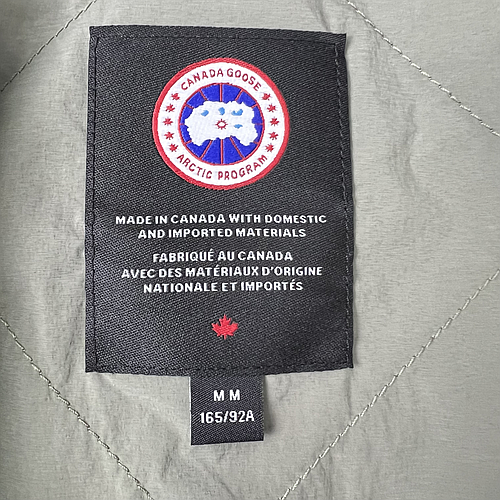 CANADA GOOSE
ARCTIC PROGRAM
MADE IN CANADA WITH DOMESTIC
AND IMPORTED MATERIALS
FABRIQUÉ AU CANADA
AVEC DES MATÉRIAUX D'ORIGINE
NATIONALE ET IMPORTÉS
M M
165/92A